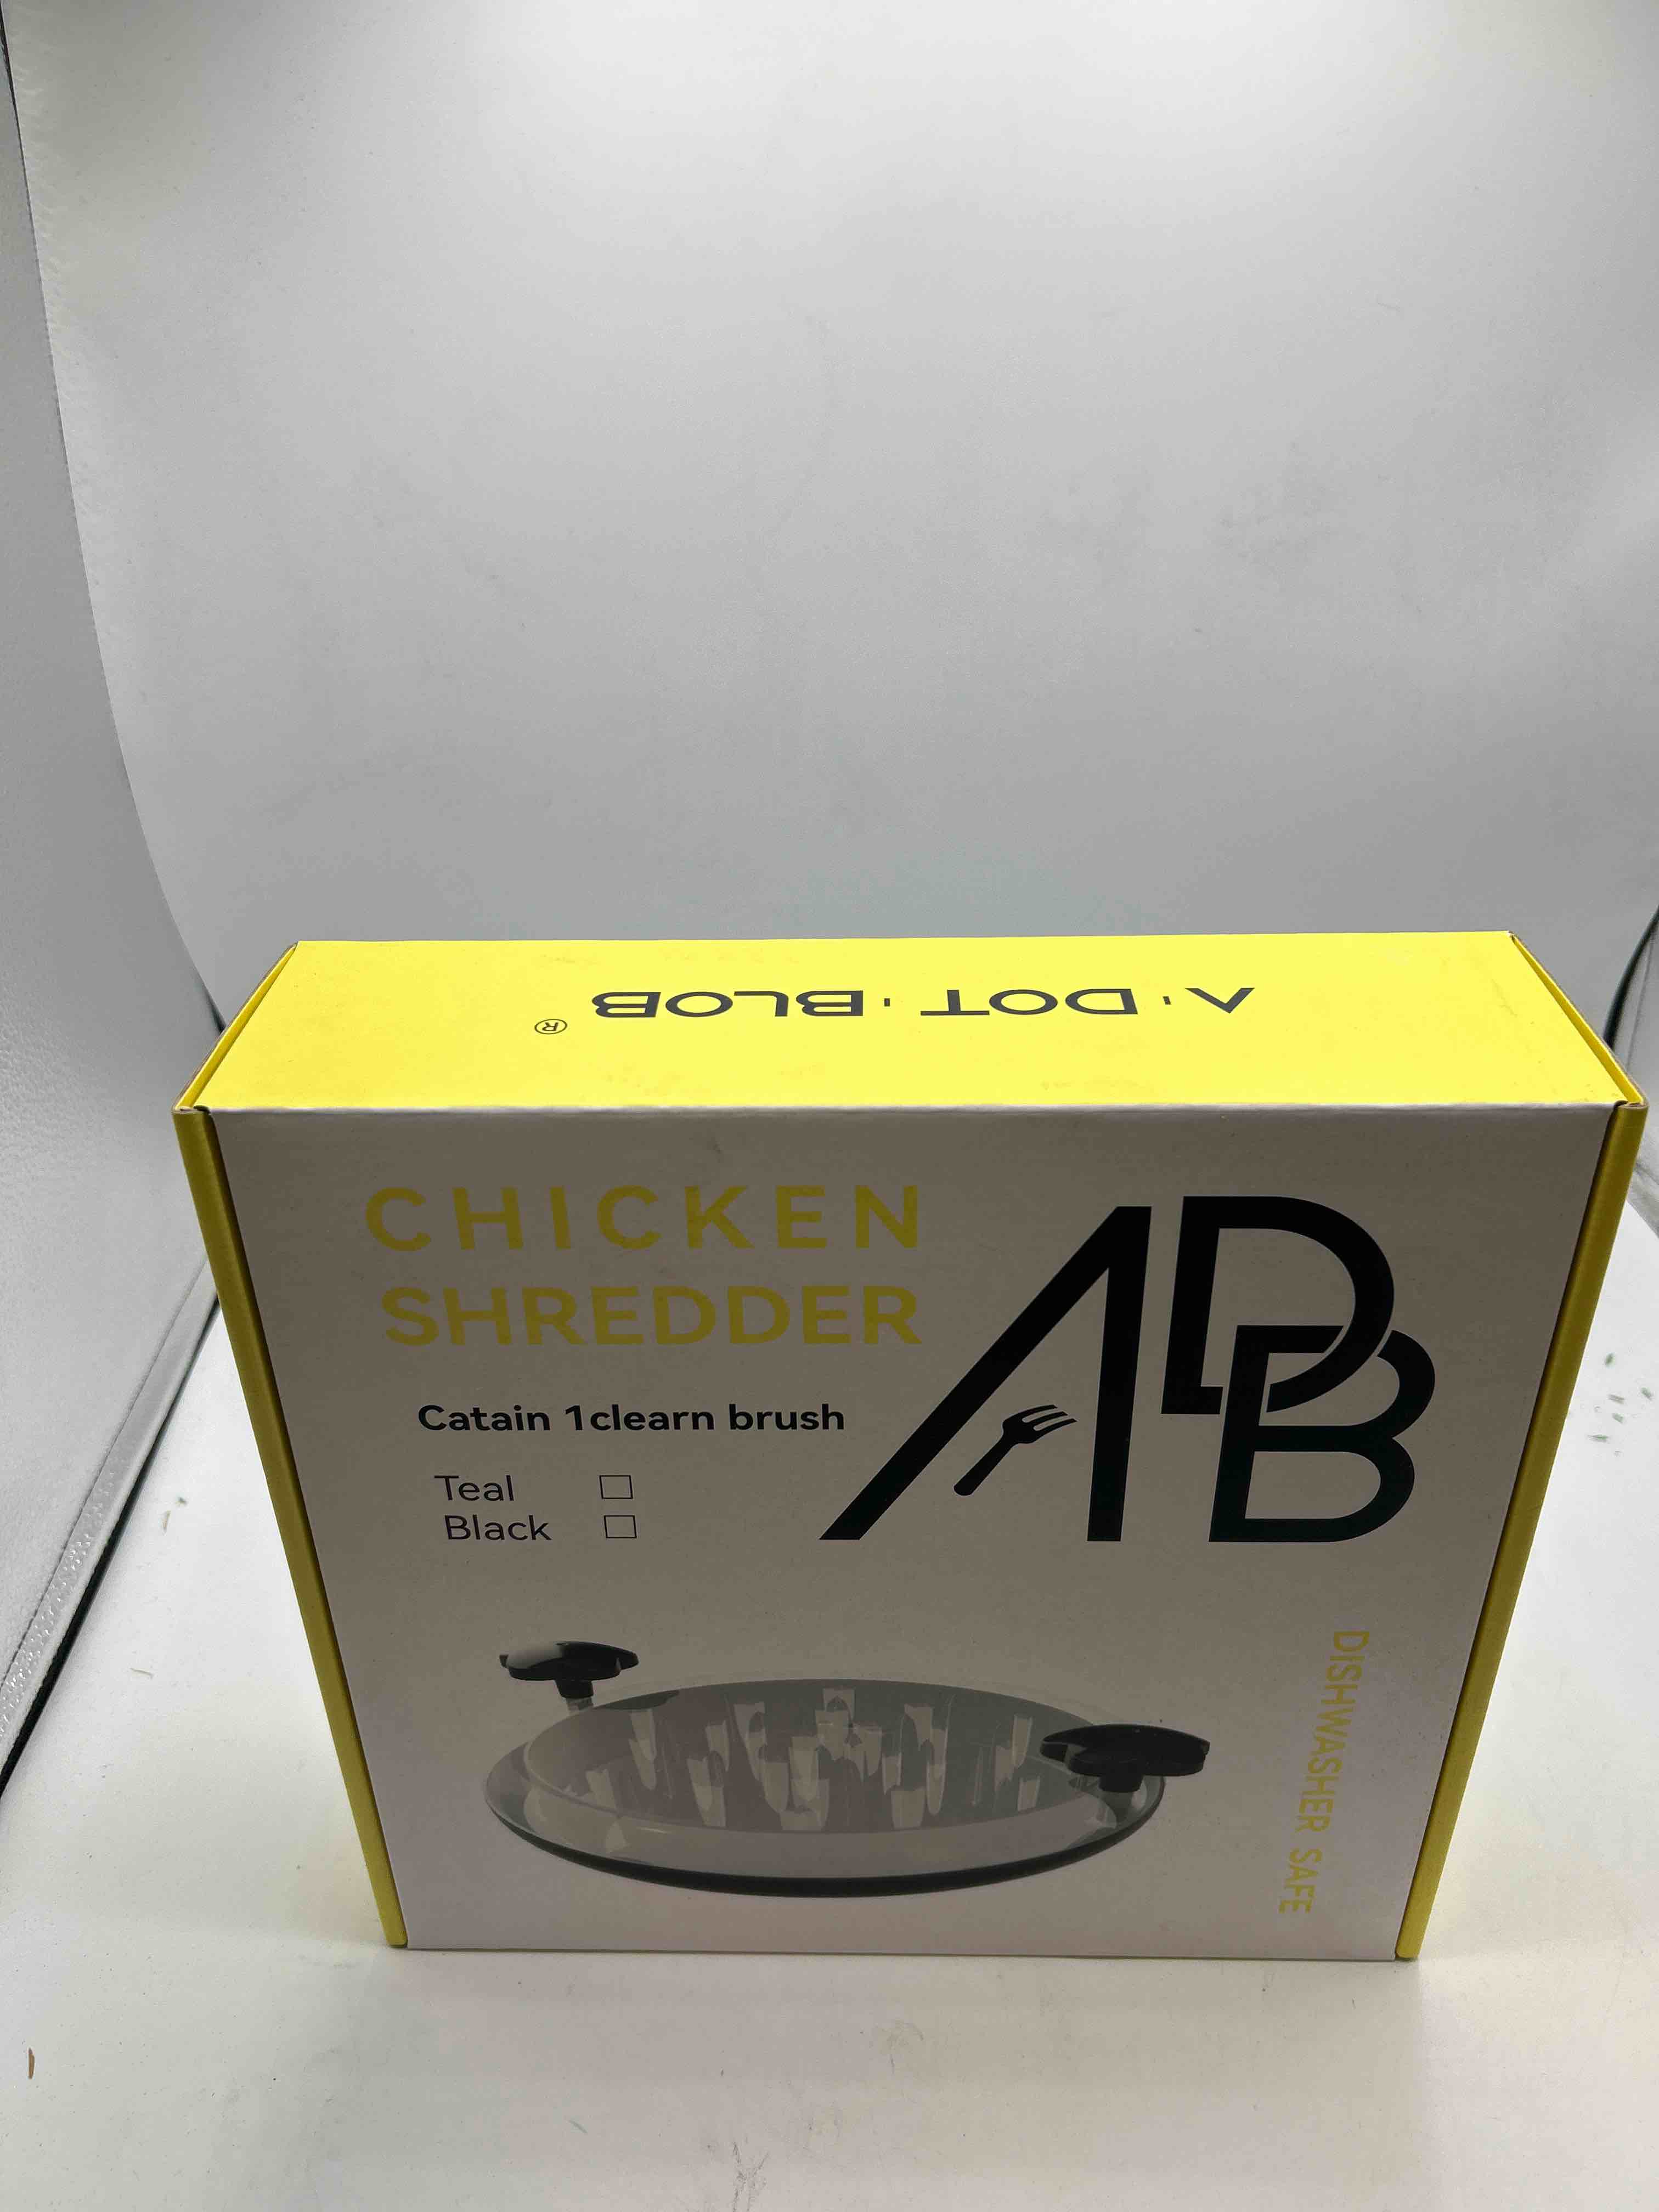 A·DOT·BLOB®
CHICKEN
SHREDDER
ADB
Catain 1clearn brush
Teal
Black
DISHWASHER SAFE